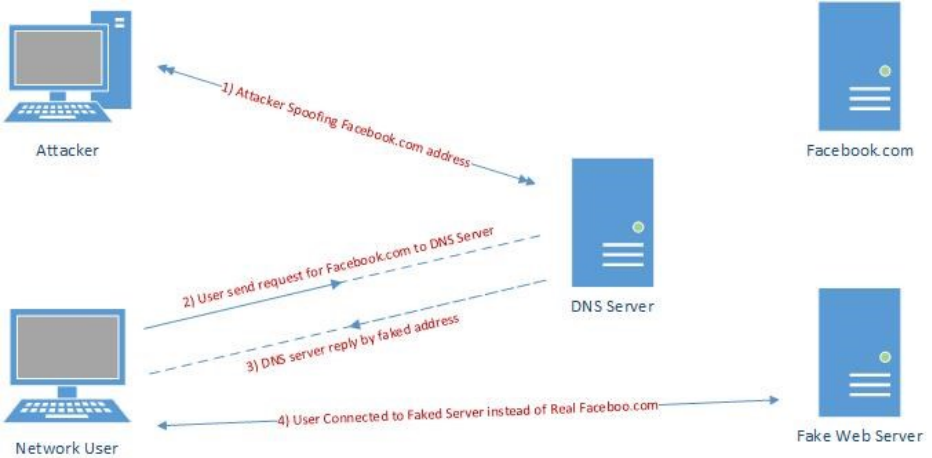 1) Attacker Spoofing Facebook.com address
Attacker
Facebook.com
2) User send request for Facebook.com to DNS Server
DNS Server
3) DNS server reply by faked address
4) User Connected to Faked Server instead of Real Faceboo.com
Network User
Fake Web Server